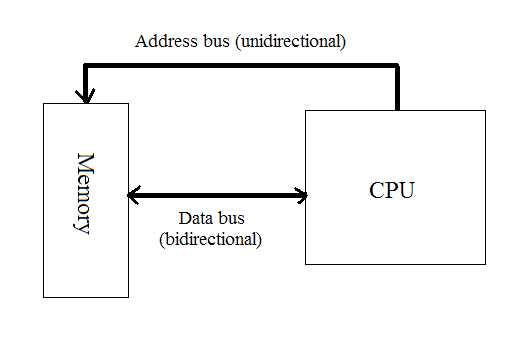 Address bus (unidirectional)
Memory
CPU
Data bus
(bidirectional)